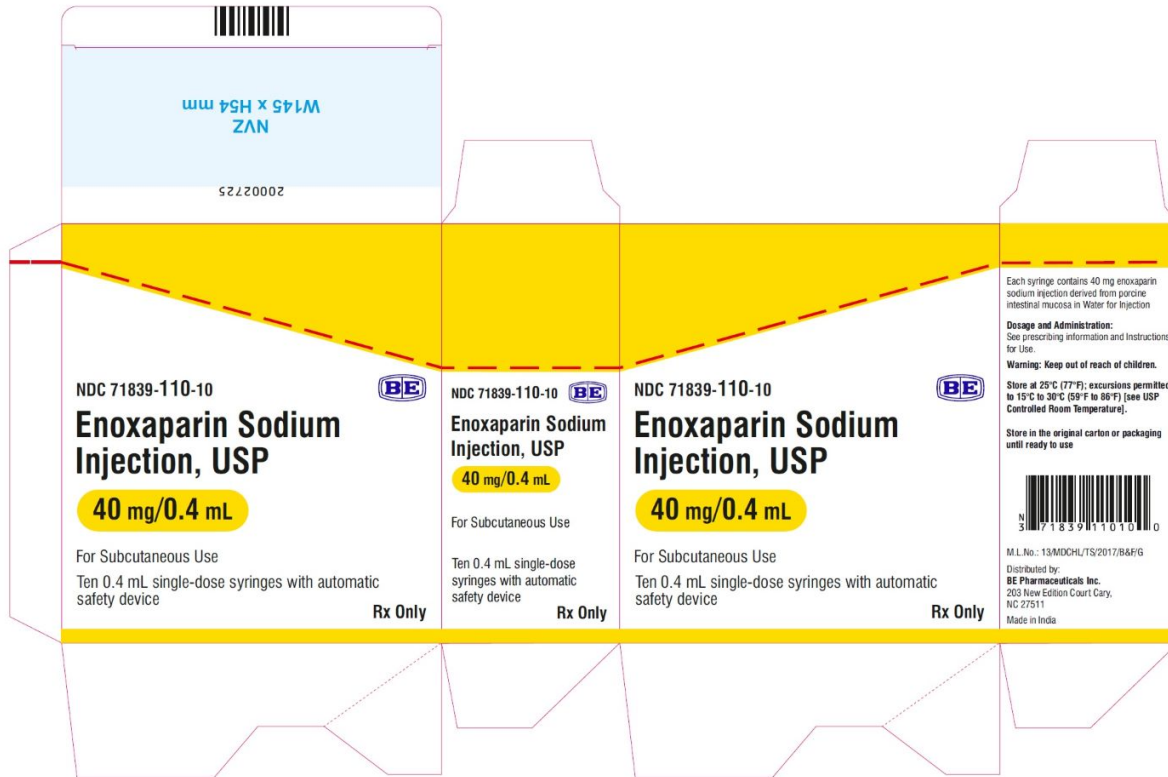 NVZ
W145 x H54 mm
20002725
NDC 71839-110-10
BE
Enoxaparin Sodium
Injection, USP
40 mg/0.4 mL
For Subcutaneous Use
Ten 0.4 mL single-dose syringes with automatic
safety device
Rx Only
NDC 71839-110-10
BE
Enoxaparin Sodium
Injection, USP
40 mg/0.4 mL
For Subcutaneous Use
Ten 0.4 mL single-dose
syringes with automatic
safety device
Rx Only
NDC 71839-110-10
BE
Enoxaparin Sodium
Injection, USP
40 mg/0.4 mL
For Subcutaneous Use
Ten 0.4 mL single-dose syringes with automatic
safety device
Rx Only
Each syringe contains 40 mg enoxaparin
sodium injection derived from porcine
intestinal mucosa in Water for Injection
Dosage and Administration:
See prescribing information and Instructions
for Use.
Warning: Keep out of reach of children.
Store at 25°C (77°F); excursions permitted
to 15°C to 30°C (59°F to 86°F) [see USP
Controlled Room Temperature].
Store in the original carton or packaging
until ready to use
N
3 71839 11010 0
M.L.No.: 13/MDCHL/TS/2017/B&F/G
Distributed by:
BE Pharmaceuticals Inc.
203 New Edition Court Cary,
NC 27511
Made in India